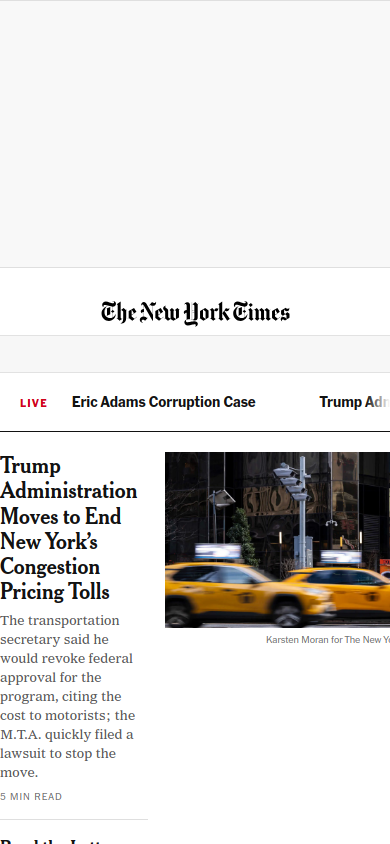 The New York Times
LIVE
Eric Adams Corruption Case
Trump Adm
Trump
Administration
Moves to End
New York's
Congestion
Pricing Tolls
Karsten Moran for The New Yo
The transportation
secretary said he
would revoke federal
approval for the
program, citing the
cost to motorists; the
M.T.A. quickly filed a
lawsuit to stop the
move.
5 MIN READ